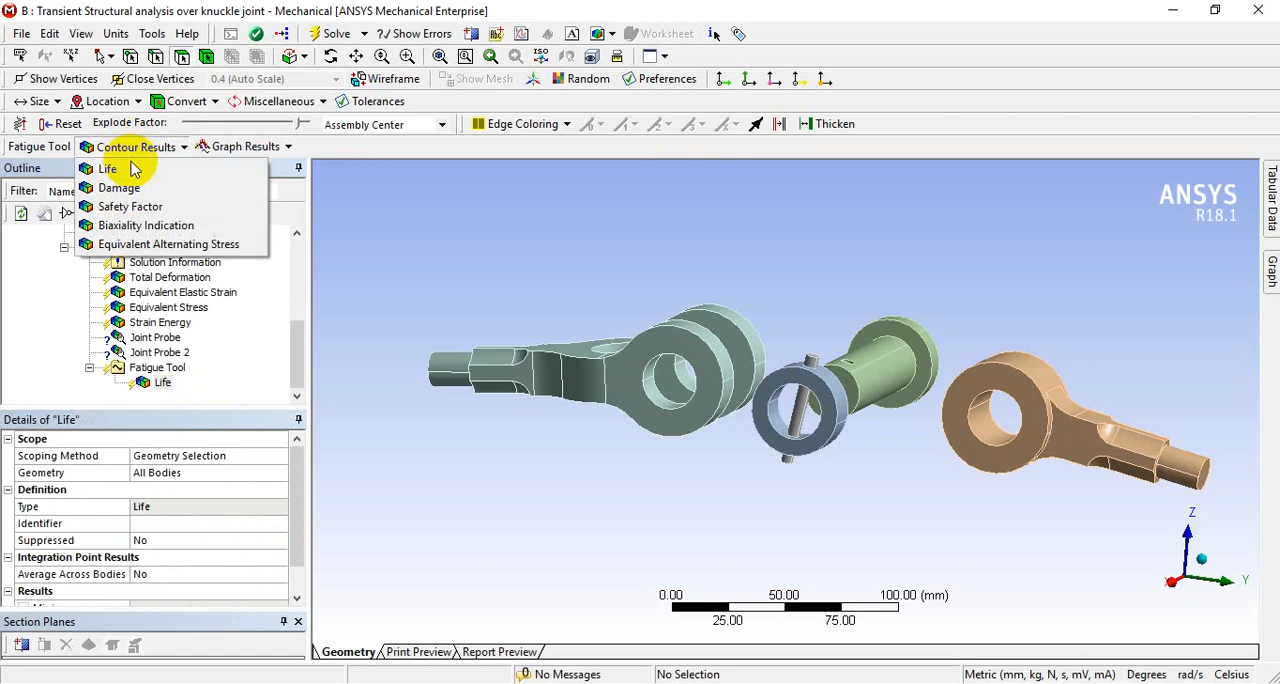 B : Transient Structural analysis over knuckle joint - Mechanical [ANSYS Mechanical Enterprise]
File Edit View Units Tools Help Solve ?/ Show Errors A Worksheet i
Show Vertices Close Vertices 0.4 (Auto Scale) Wireframe Show Mesh Random Preferences
Size Location Convert Miscellaneous Tolerances
Reset Explode Factor: Assembly Center Edge Coloring Thicken
Fatigue Tool Contour Results Graph Results
Outline
Life
Filter: Name
Damage
Safety Factor
Biaxiality Indication
Equivalent Alternating Stress
Solution Information
Total Deformation
Equivalent Elastic Strain
Equivalent Stress
Strain Energy
Joint Probe
Joint Probe 2
Fatigue Tool
Life
Details of "Life"
Scope
Scoping Method Geometry Selection
Geometry All Bodies
Definition
Type Life
Identifier
Suppressed No
Integration Point Results
Average Across Bodies No
Results
Section Planes
ANSYS
R18.1
Tabular Data
Graph
Z
Y
X
0.00 50.00 100.00 (mm)
25.00 75.00
Geometry Print Preview Report Preview
0 No Messages No Selection Metric (mm, kg, N, s, mV, mA) Degrees rad/s Celsius